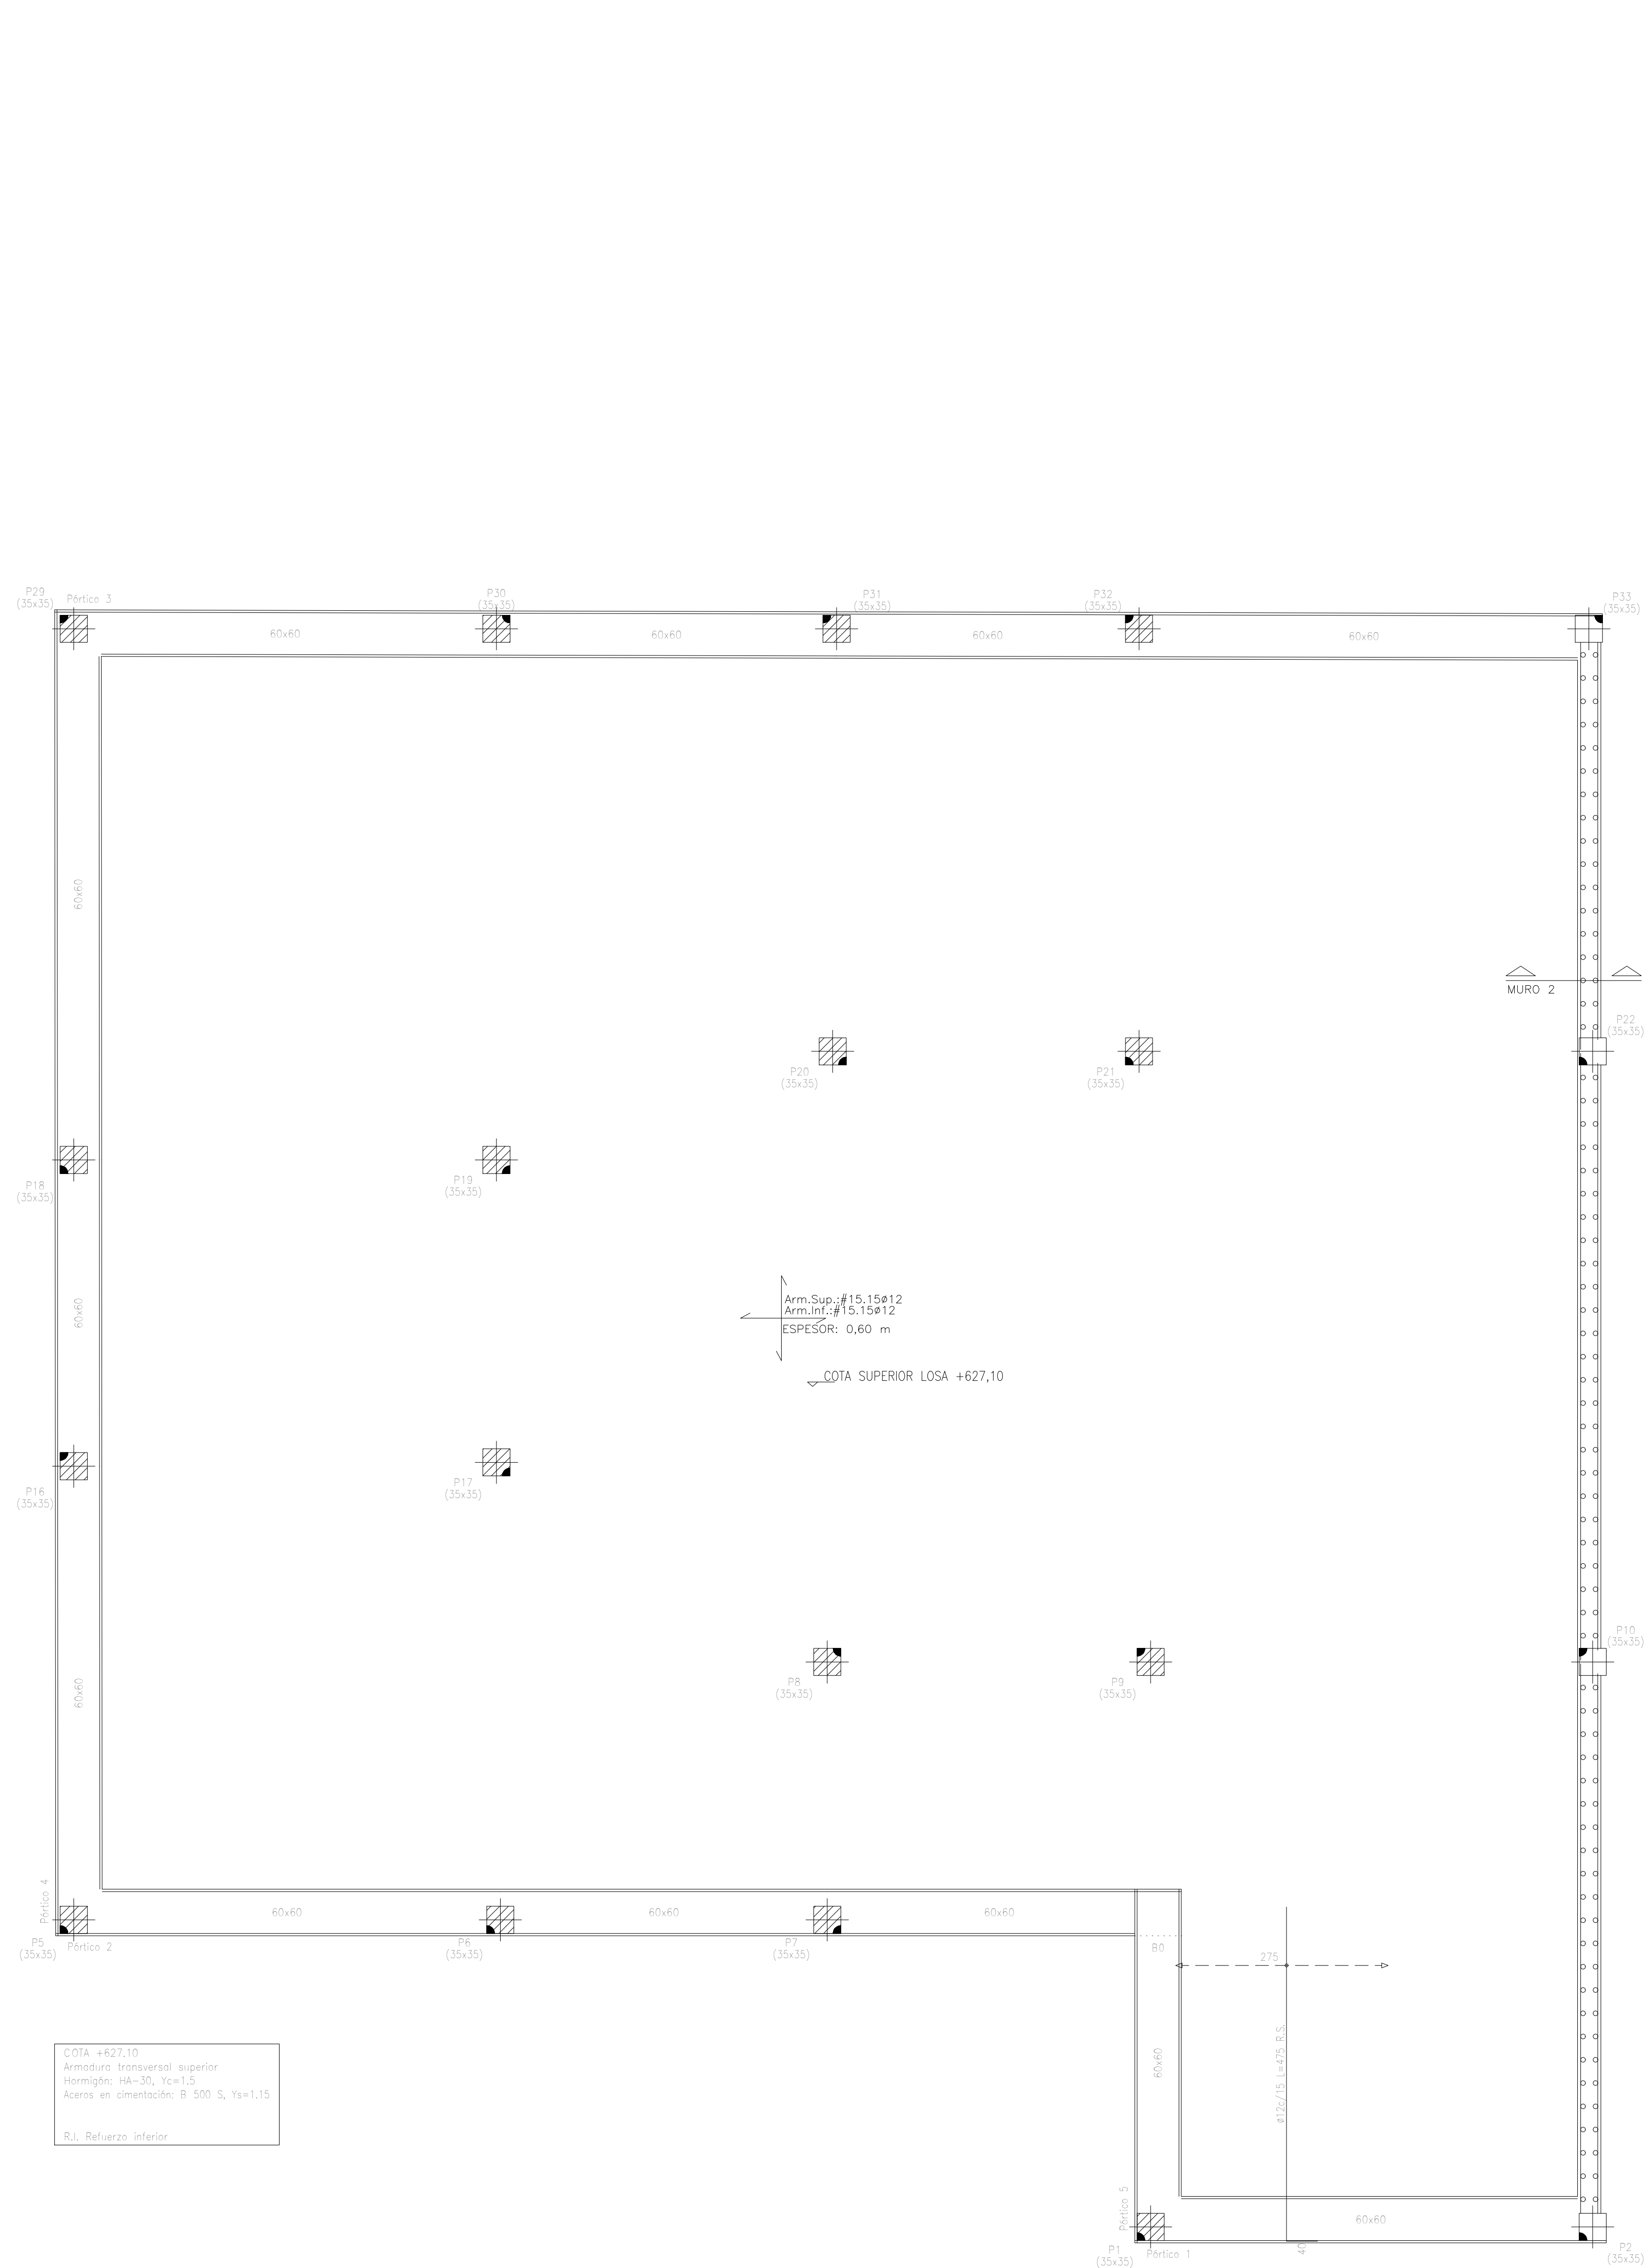 P29
(35x35)
Pórtico 3
P30
(35x35)
P31
(35x35)
P32
(35x35)
P33
(35x35)
60x60
60x60
60x60
60x60
60x60
MURO 2
P22
(35x35)
P20
(35x35)
P21
(35x35)
P18
(35x35)
P19
(35x35)
60x60
Arm.Sup.:#15.15ø12
Arm.Inf.:#15.15ø12
ESPESOR: 0,60 m
COTA SUPERIOR LOSA +627,10
P16
(35x35)
P17
(35x35)
P10
(35x35)
60x60
P8
(35x35)
P9
(35x35)
Pórtico 4
60x60
60x60
60x60
P5
(35x35)
Pórtico 2
P6
(35x35)
P7
(35x35)
B0
275
COTA +627.10
Armadura transversal superior
Hormigón: HA-30, Yc=1.5
Aceros en cimentación: B 500 S, Ys=1.15
R.I. Refuerzo inferior
60x60
ø12c/15 L=475 R.S.
Pórtico 5
60x60
P1
(35x35)
Pórtico 1
40
P2
(35x35)